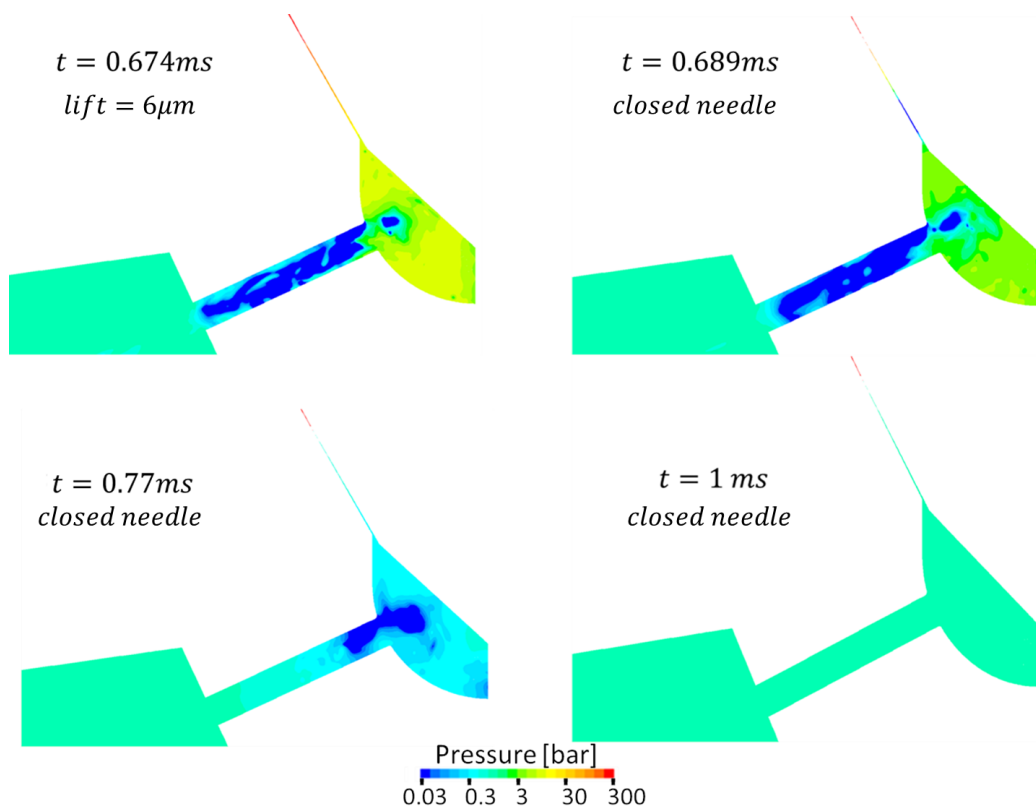 t = 0.674ms
lift = 6μm
t = 0.689ms
closed needle
t = 0.77ms
closed needle
t = 1 ms
closed needle
Pressure [bar]
0.03 0.3 3 30 300